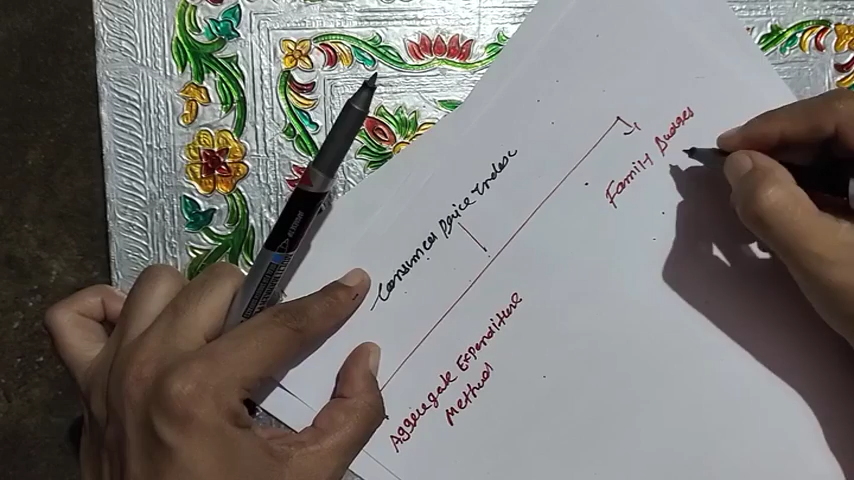 Consumer Price Index
Aggregate Expenditure
Method
Family Budget